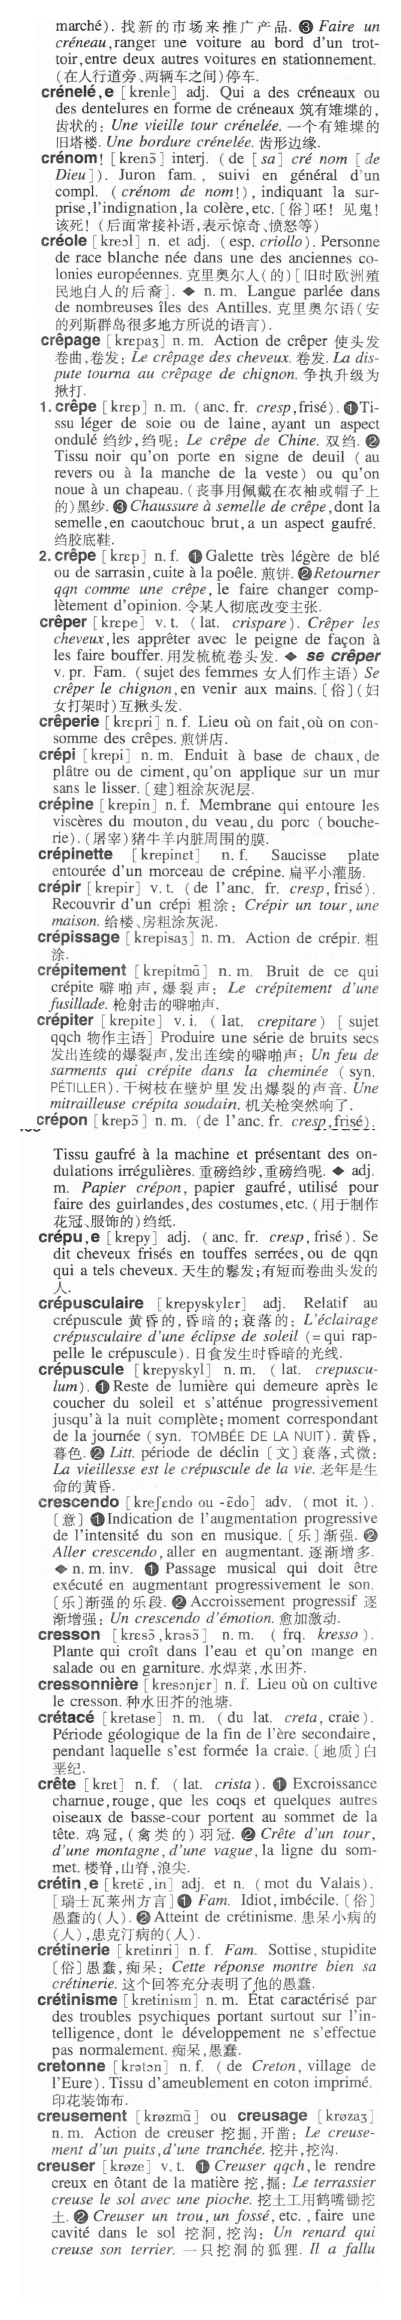 marché). 找新的市场来推广产品. ❸ Faire un
créneau,ranger une voiture au bord d'un trot-
toir,entre deux autres voitures en stationnement.
(在人行道旁、两辆车之间)停车.
crénelé,e [krɛnle] adj. Qui a des créneaux ou
des dentelures en forme de créneaux 筑有雉堞的,
齿状的: Une vieille tour crénelée. 一个有雉堞的
旧塔楼. Une bordure crénelée. 齿形边缘.
crénom! [krenɔ̃] interj. (de [sa] cré nom [de
Dieu]). Juron fam., suivi en général d'un
compl. (crénom de nom!), indiquant la sur-
prise,l'indignation,la colère,etc. [俗]呸! 见鬼!
该死! (后面常接补语,表示惊奇、愤怒等)
créole [kreɔl] n. et adj. (esp. criollo). Personne
de race blanche née dans une des anciennes co-
lonies européennes. 克里奥尔人(的)[旧时欧洲殖
民地白人的后裔]. ◆ n. m. Langue parlée dans
de nombreuses îles des Antilles. 克里奥尔语(安
的列斯群岛很多地方所说的语言).
crêpage [krɛpaʒ] n. m. Action de crêper 使头发
卷曲,卷发: Le crêpage des cheveux. 卷发. La dis-
pute tourna au crêpage de chignon. 争执升级为
揪打.
1. crêpe [krɛp] n. m. (anc. fr. cresp,frisé). ❶Ti-
ssu léger de soie ou de laine, ayant un aspect
ondulé 绉纱,绉呢: Le crêpe de Chine. 双绉. ❷
Tissu noir qu'on porte en signe de deuil (au
revers ou à la manche de la veste) ou qu'on
noue à un chapeau. (丧事用佩戴在衣袖或帽子上
的)黑纱. ❸ Chaussure à semelle de crêpe,dont la
semelle,en caoutchouc brut,a un aspect gaufré.
绉胶底鞋.
2. crêpe [krɛp] n. f. ❶ Galette très légère de blé
ou de sarrasin,cuite à la poêle. 煎饼. ❷Retourner
qqn comme une crêpe, le faire changer comp-
lètement d'opinion. 令某人彻底改变主张.
crêper [krɛpe] v. t. (lat. crispare). Crêper les
cheveux,les apprêter avec le peigne de façon à
les faire bouffer. 用发梳梳卷头发. ◆ se crêper
v. pr. Fam. (sujet des femmes 女人们作主语) Se
crêper le chignon,en venir aux mains. [俗](妇
女打架时)互揪头发.
crêperie [krɛpri] n. f. Lieu où on fait,où on con-
somme des crêpes. 煎饼店.
crépi [krepi] n. m. Enduit à base de chaux, de
plâtre ou de ciment,qu'on applique sur un mur
sans le lisser. [建]粗涂灰泥层.
crépine [krepin] n. f. Membrane qui entoure les
viscères du mouton,du veau,du porc (bouche-
rie). (屠宰)猪牛羊内脏周围的膜.
crépinette [krepinet] n. f. Saucisse plate
entourée d'un morceau de crépine. 扁平小灌肠.
crépir [krepir] v. t. (de l'anc. fr. cresp,frisé).
Recouvrir d'un crépi 粗涂: Crépir un tour,une
maison. 给楼、房粗涂灰泥.
crépissage [krepisaʒ] n. m. Action de crépir. 粗
涂.
crépitement [krepitmɑ̃] n. m. Bruit de ce qui
crépite 噼啪声,爆裂声: Le crépitement d'une
fusillade. 枪射击的噼啪声.
crépiter [krepite] v. i. (lat. crepitare) [sujet
qqch 物作主语] Produire une série de bruits secs
发出连续的爆裂声,发出连续的噼啪声: Un feu de
sarments qui crépite dans la cheminée (syn.
PÉTILLER). 干树枝在壁炉里发出爆裂的声音. Une
mitrailleuse crépita soudain. 机关枪突然响了.
crépon [krepɔ̃] n. m. (de l'anc. fr. cresp,frisé).
Tissu gaufré à la machine et présentant des on-
dulations irrégulières. 重磅绉纱,重磅绉呢. ◆ adj.
m. Papier crépon, papier gaufré, utilisé pour
faire des guirlandes,des costumes,etc. (用于制作
花冠、服饰的)绉纸.
crépu,e [krepy] adj. (anc. fr. cresp,frisé). Se
dit cheveux frisés en touffes serrées,ou de qqn
qui a tels cheveux. 天生的鬈发;有短而卷曲头发的
人.
crépusculaire [krepyskylɛr] adj. Relatif au
crépuscule 黄昏的,昏暗的;衰落的: L'éclairage
crépusculaire d'une éclipse de soleil (=qui rap-
pelle le crépuscule). 日食发生时昏暗的光线.
crépuscule [krepyskyl] n. m. (lat. crepuscu-
lum). ❶Reste de lumière qui demeure après le
coucher du soleil et s'atténue progressivement
jusqu'à la nuit complète;moment correspondant
de la journée (syn. TOMBÉE DE LA NUIT). 黄昏,
暮色. ❷ Litt. période de déclin [文]衰落,式微:
La vieillesse est le crépuscule de la vie. 老年是生
命的黄昏.
crescendo [kreʃɛndo ou -ɛ̃do] adv. (mot it.).
[意] ❶Indication de l'augmentation progressive
de l'intensité du son en musique. [乐]渐强. ❷
Aller crescendo,aller en augmentant. 逐渐增多.
◆ n. m. inv. ❶ Passage musical qui doit être
exécuté en augmentant progressivement le son.
[乐]渐强的乐段. ❷ Accroissement progressif 逐
渐增强: Un crescendo d'émotion. 愈加激动.
cresson [kresɔ̃,krəsɔ̃] n. m. (frq. kresso).
Plante qui croît dans l'eau et qu'on mange en
salade ou en garniture. 水焊菜,水田芥.
cressonnière [kresɔnjɛr] n. f. Lieu où on cultive
le cresson. 种水田芥的池塘.
crétacé [kretase] n. m. (du lat. creta, craie).
Période géologique de la fin de l'ère secondaire,
pendant laquelle s'est formée la craie. [地质]白
垩纪.
crête [krɛt] n. f. (lat. crista). ❶ Excroissance
charnue,rouge, que les coqs et quelques autres
oiseaux de basse-cour portent au sommet de la
tête. 鸡冠,(禽类的)羽冠. ❷ Crête d'un tour,
d'une montagne,d'une vague,la ligne du som-
met. 楼脊,山脊,浪尖.
crétin,e [kretɛ̃,in] adj. et n. (mot du Valais).
[瑞士瓦莱州方言]❶ Fam. Idiot,imbécile. [俗]
愚蠢的(人). ❷Atteint de crétinisme. 患呆小病的
(人),患克汀病的(人).
crétinerie [kretinri] n. f. Fam. Sottise,stupidite
[俗]愚蠢,痴呆: Cette réponse montre bien sa
crétinerie. 这个回答充分表明了他的愚蠢.
crétinisme [kretinism] n. m. État caractérisé par
des troubles psychiques portant surtout sur l'in-
telligence,dont le développement ne s'effectue
pas normalement. 痴呆,愚蠢.
cretonne [krətɔn] n. f. (de Creton, village de
l'Eure). Tissu d'ameublement en coton imprimé.
印花装饰布.
creusement [krøzmɑ̃] ou creusage [krøzaʒ]
n. m. Action de creuser 挖掘,开凿: Le creuse-
ment d'un puits,d'une tranchée. 挖井,挖沟.
creuser [krøze] v. t. ❶ Creuser qqch,le rendre
creux en ôtant de la matière 挖,掘: Le terrassier
creuse le sol avec une pioche. 挖土工用鹤嘴锄挖
土. ❷ Creuser un trou,un fossé,etc.,faire une
cavité dans le sol 挖洞,挖沟: Un renard qui
creuse son terrier. 一只挖洞的狐狸. Il a fallu